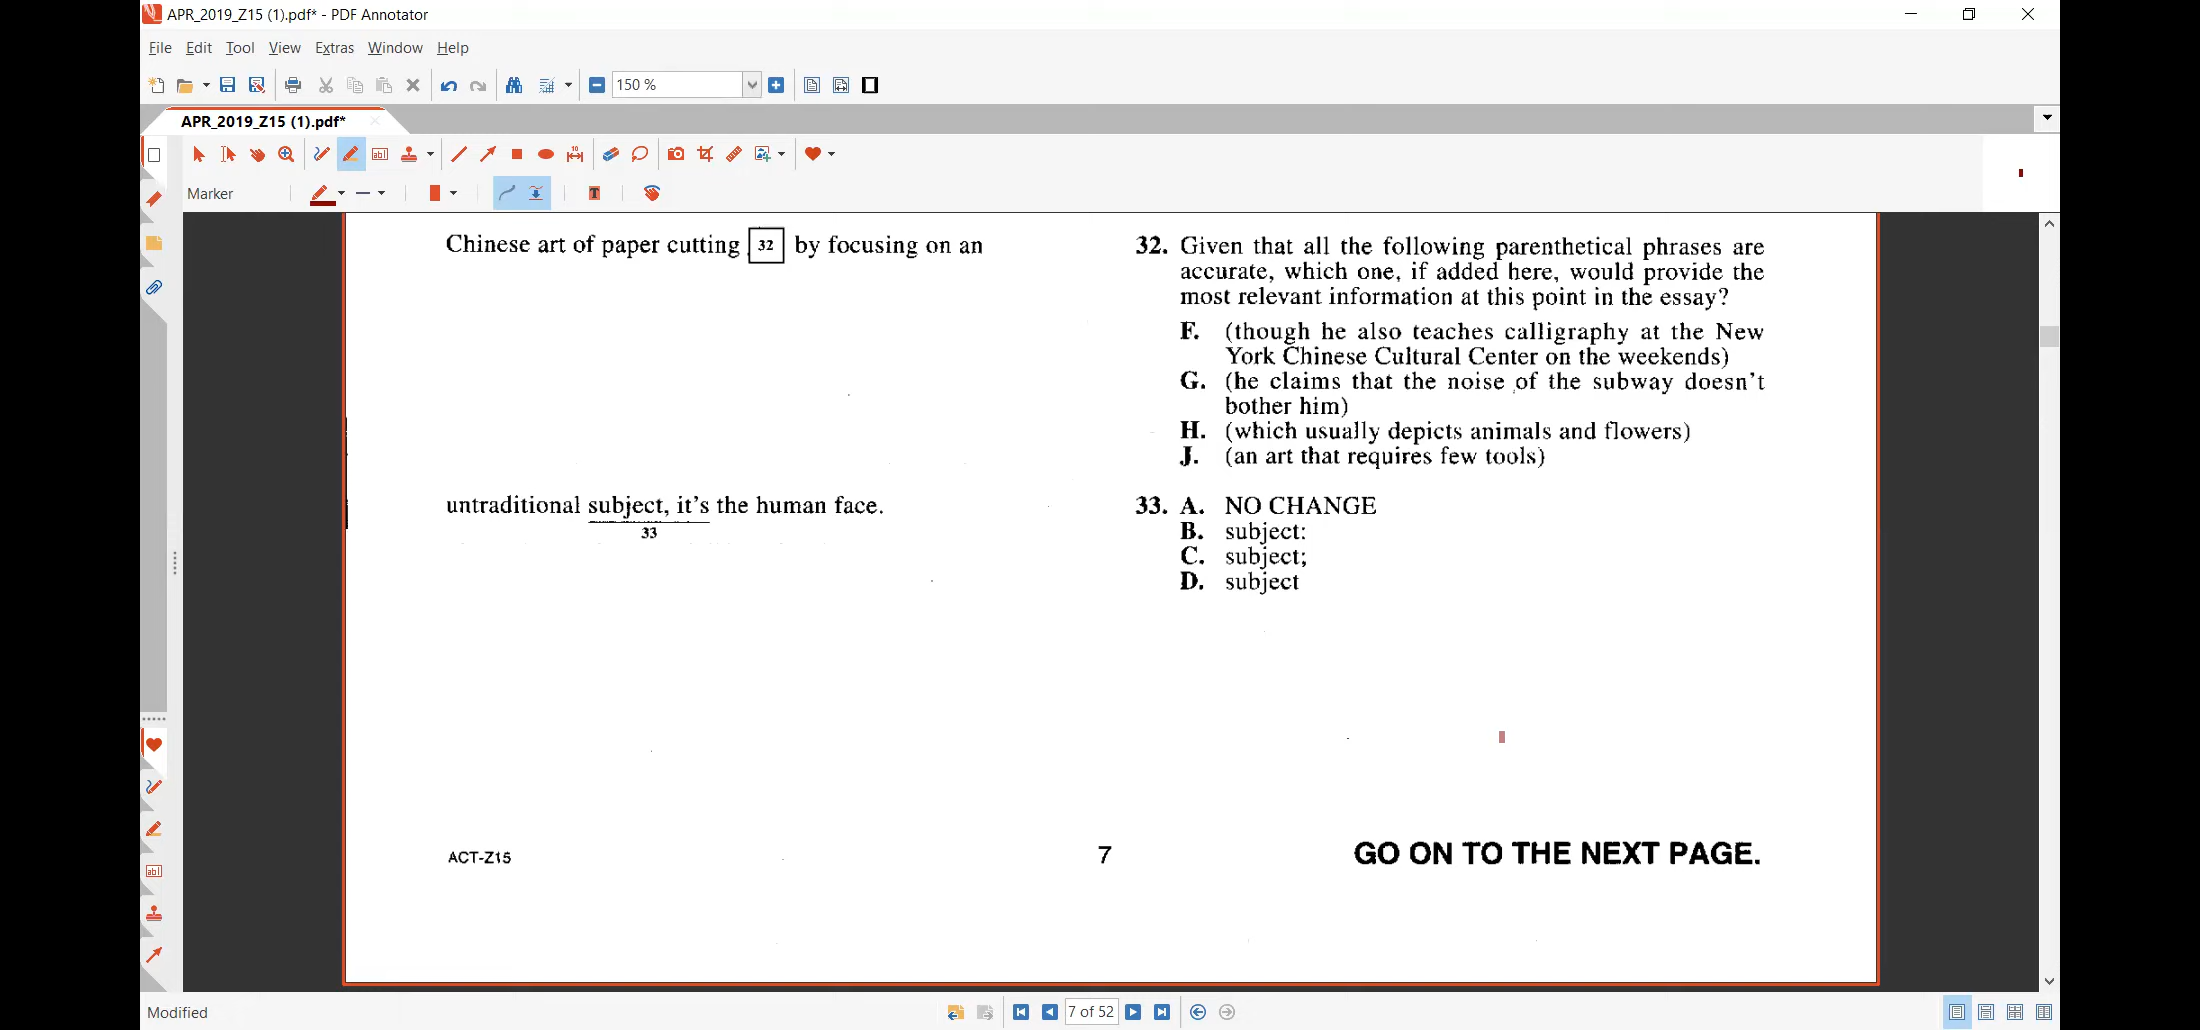 APR_2019_Z15 (1).pdf* - PDF Annotator
File Edit Tool View Extras Window Help
150 %
APR_2019_Z15 (1).pdf*
Marker
Chinese art of paper cutting 32 by focusing on an
untraditional subject, it's the human face.
33
32. Given that all the following parenthetical phrases are
accurate, which one, if added here, would provide the
most relevant information at this point in the essay?
F. (though he also teaches calligraphy at the New
York Chinese Cultural Center on the weekends)
G. (he claims that the noise of the subway doesn't
bother him)
H. (which usually depicts animals and flowers)
J. (an art that requires few tools)
33. A. NO CHANGE
B. subject:
C. subject;
D. subject
ACT-Z15
7
GO ON TO THE NEXT PAGE.
Modified
7 of 52